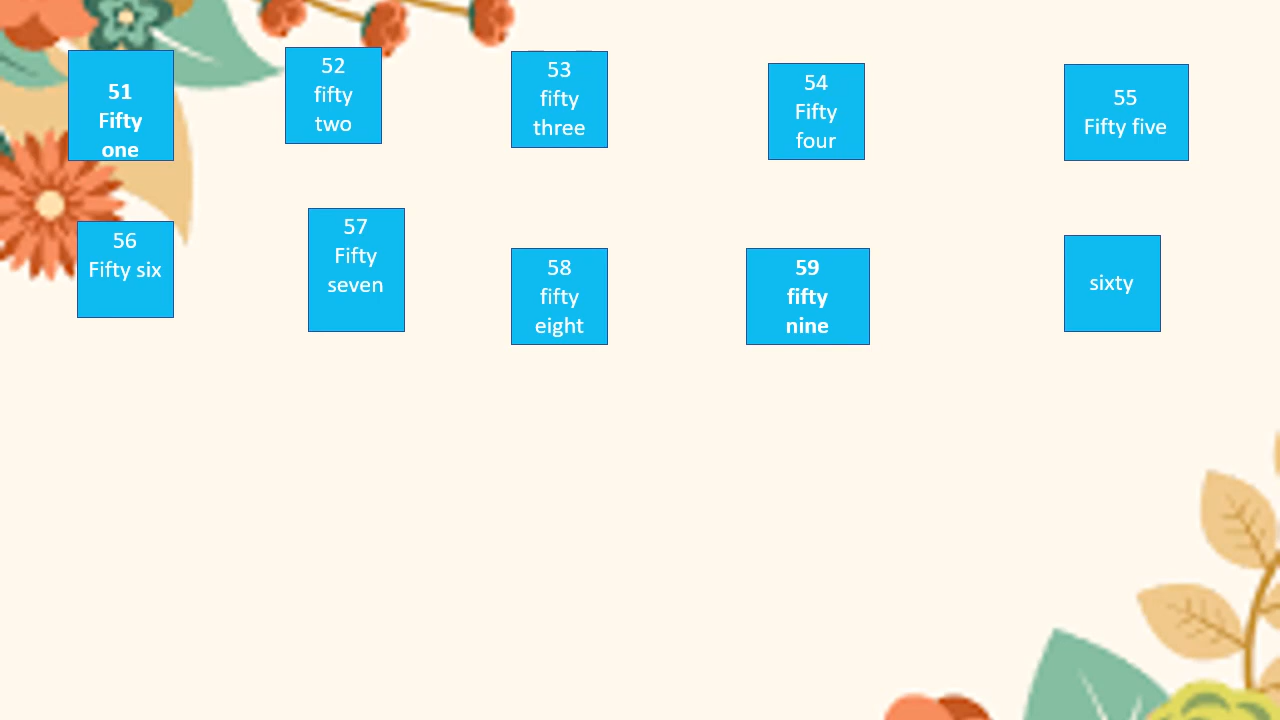 51
Fifty
one
52
fifty
two
53
fifty
three
54
Fifty
four
55
Fifty five
56
Fifty six
57
Fifty
seven
58
fifty
eight
59
fifty
nine
sixty